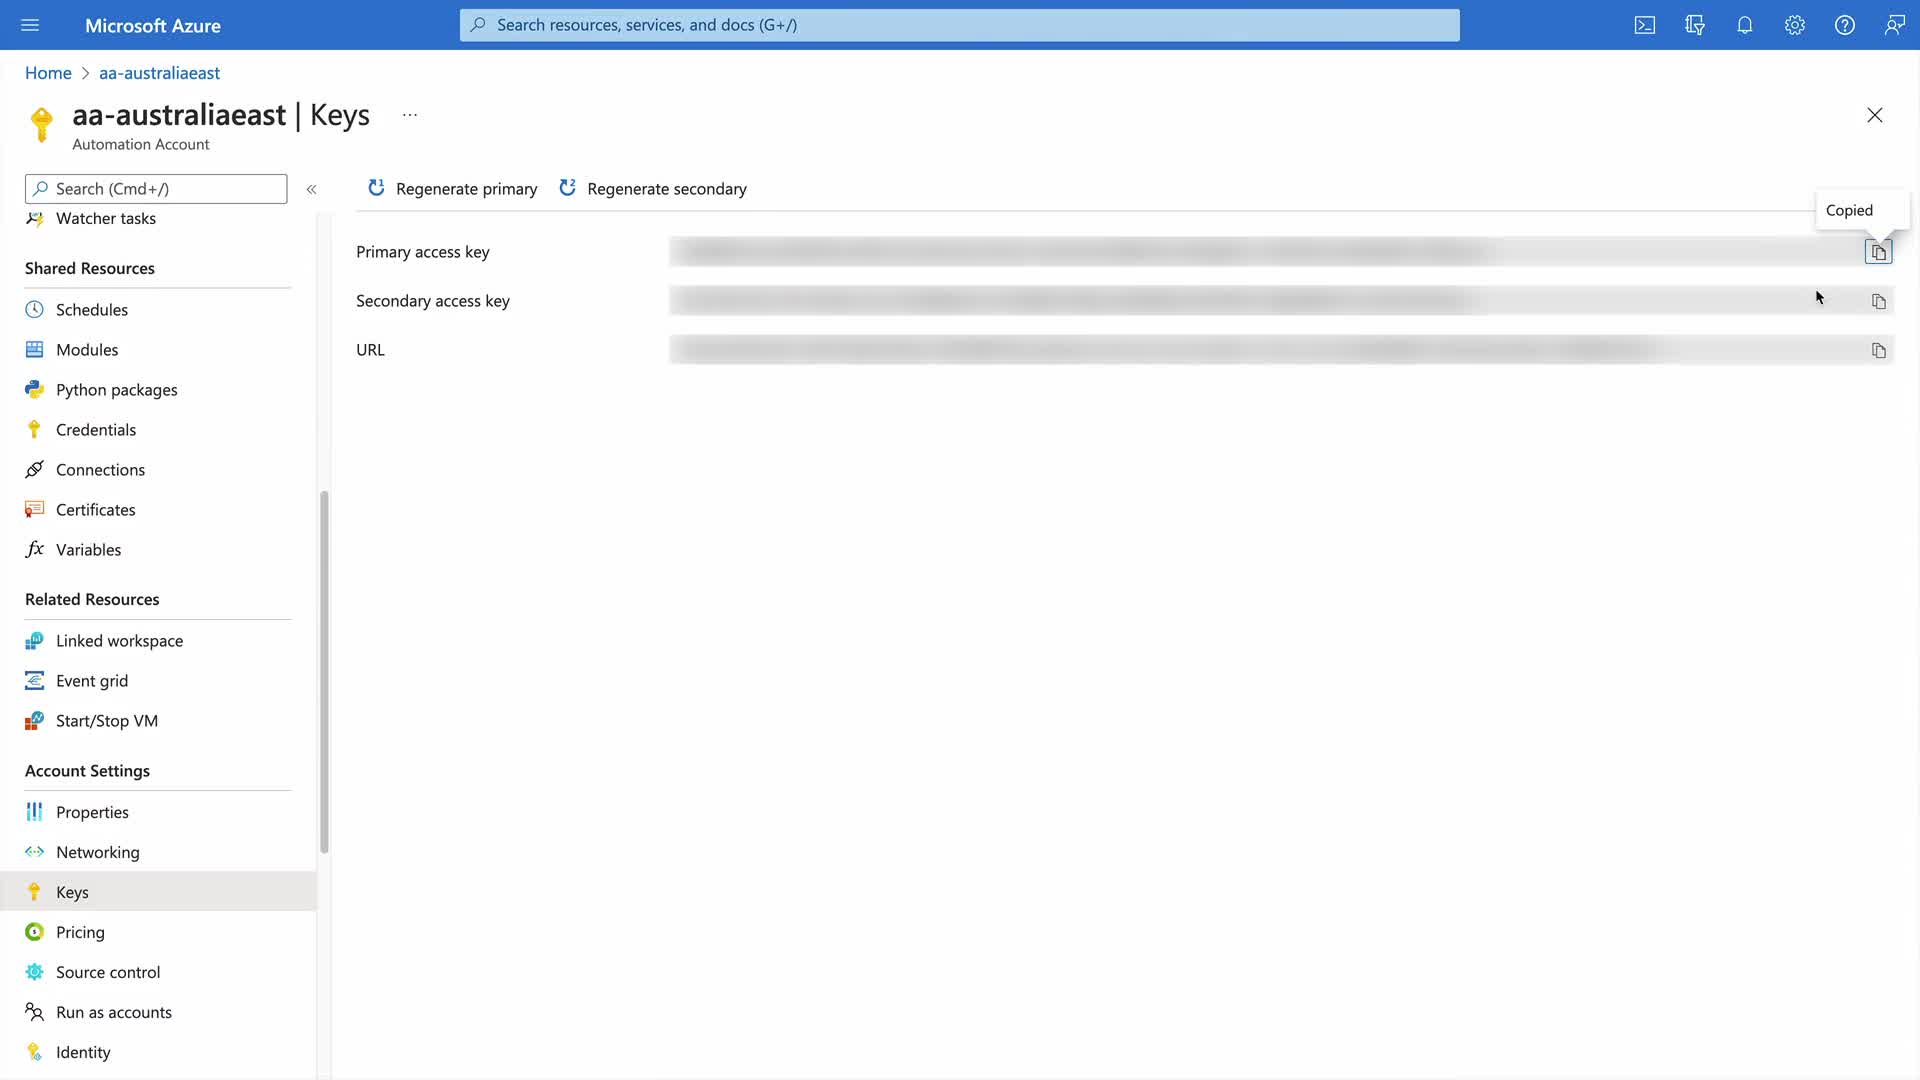 Microsoft Azure
Search resources, services, and docs (G+/)
Home > aa-australiaeast
aa-australiaeast | Keys ...
Automation Account
Search (Cmd+/)
«
Regenerate primary
Regenerate secondary
Copied
Watcher tasks
Shared Resources
Schedules
Modules
Python packages
Credentials
Connections
Certificates
Variables
Related Resources
Linked workspace
Event grid
Start/Stop VM
Account Settings
Properties
Networking
Keys
Pricing
Source control
Run as accounts
Identity
Primary access key
Secondary access key
URL